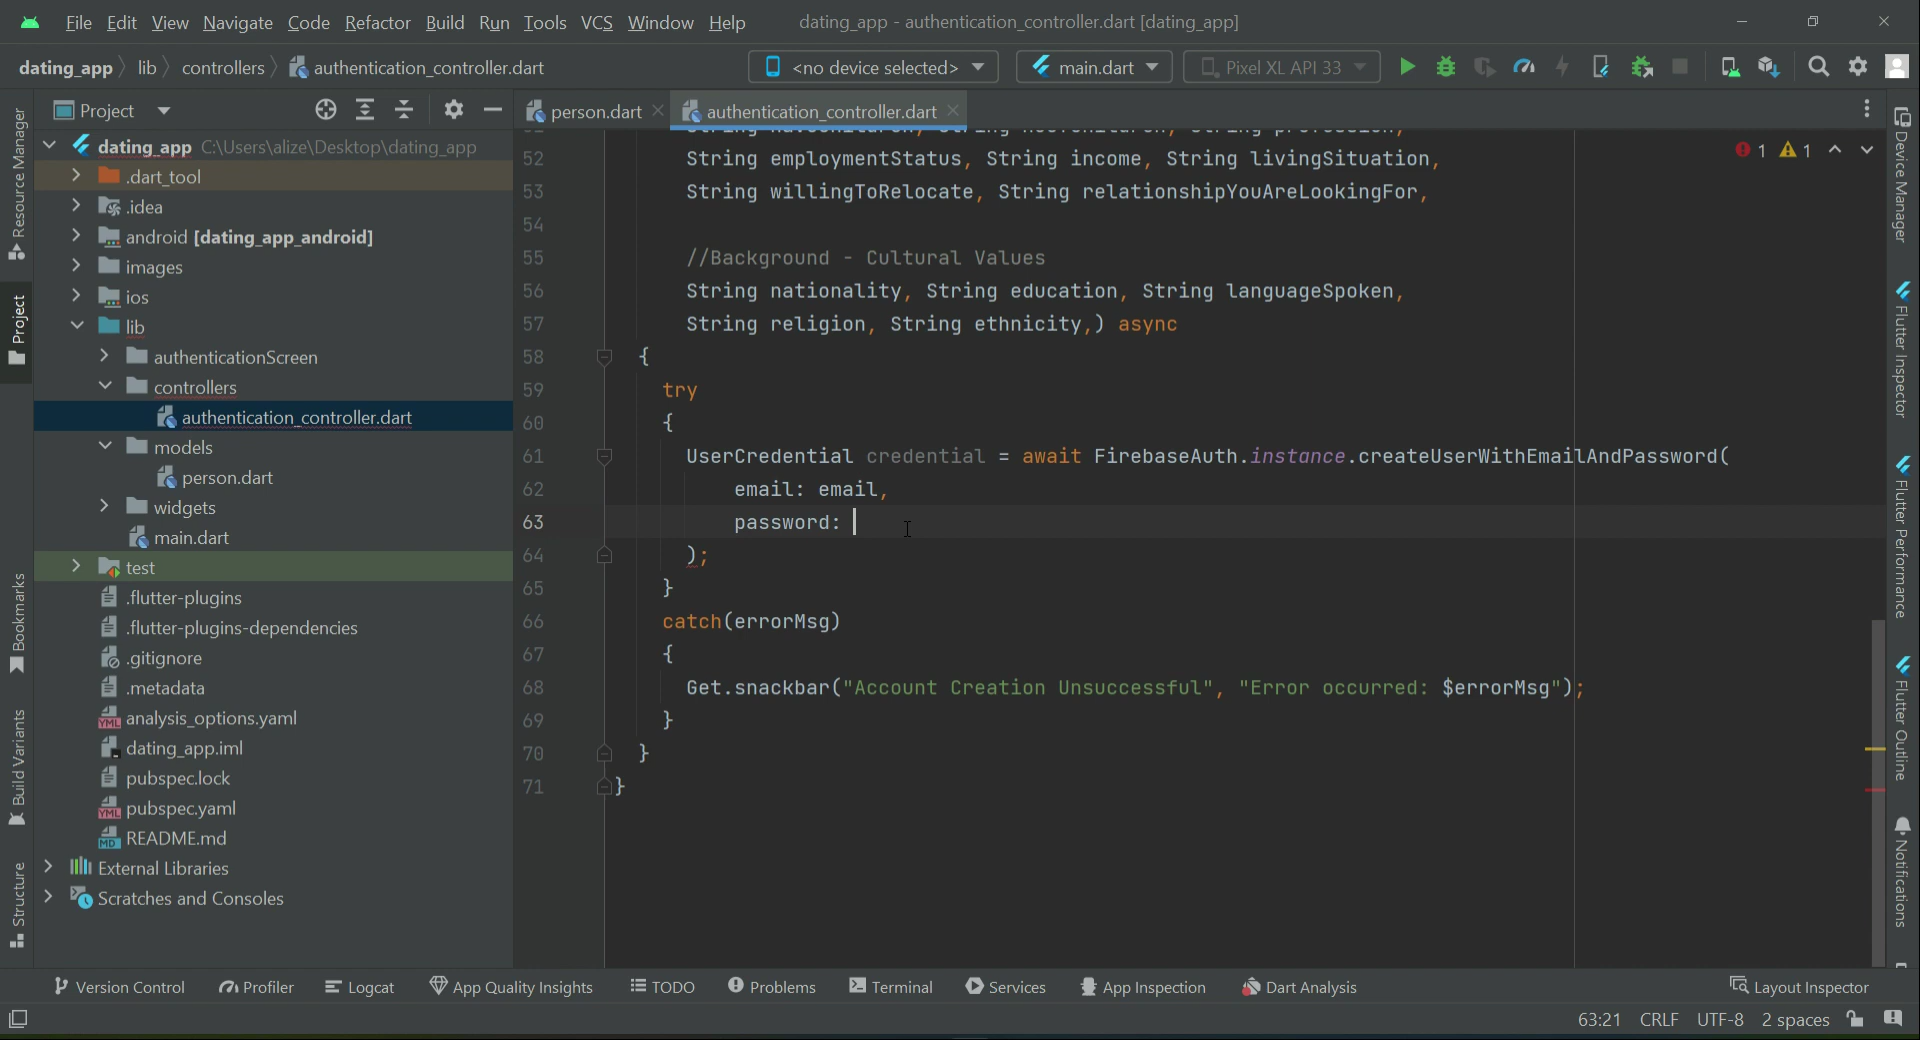 File Edit View Navigate Code Refactor Build Run Tools VCS Window Help dating_app - authentication_controller.dart [dating_app]
dating_app lib controllers authentication_controller.dart <no device selected> main.dart Pixel XL API 33
Project person.dart authentication_controller.dart
dating_app C:\Users\alize\Desktop\dating_app
.dart_tool
.idea
android [dating_app_android]
images
ios
lib
authenticationScreen
controllers
authentication_controller.dart
models
person.dart
widgets
main.dart
test
.flutter-plugins
.flutter-plugins-dependencies
.gitignore
.metadata
analysis_options.yaml
dating_app.iml
pubspec.lock
pubspec.yaml
README.md
External Libraries
Scratches and Consoles
52 String employmentStatus, String income, String livingSituation,
53 String willingToRelocate, String relationshipYouAreLookingFor,
54
55 //Background - Cultural Values
56 String nationality, String education, String languageSpoken,
57 String religion, String ethnicity,) async
58 {
59 try
60 {
61 UserCredential credential = await FirebaseAuth.instance.createUserWithEmailAndPassword(
62 email: email,
63 password:
64 );
65 }
66 catch(errorMsg)
67 {
68 Get.snackbar("Account Creation Unsuccessful", "Error occurred: $errorMsg");
69 }
70 }
71 }
1 1
Resource Manager
Project
Bookmarks
Build Variants
Structure
Device Manager
Flutter Inspector
Flutter Performance
Flutter Outline
Notifications
Version Control Profiler Logcat App Quality Insights TODO Problems Terminal Services App Inspection Dart Analysis Layout Inspector
63:21 CRLF UTF-8 2 spaces